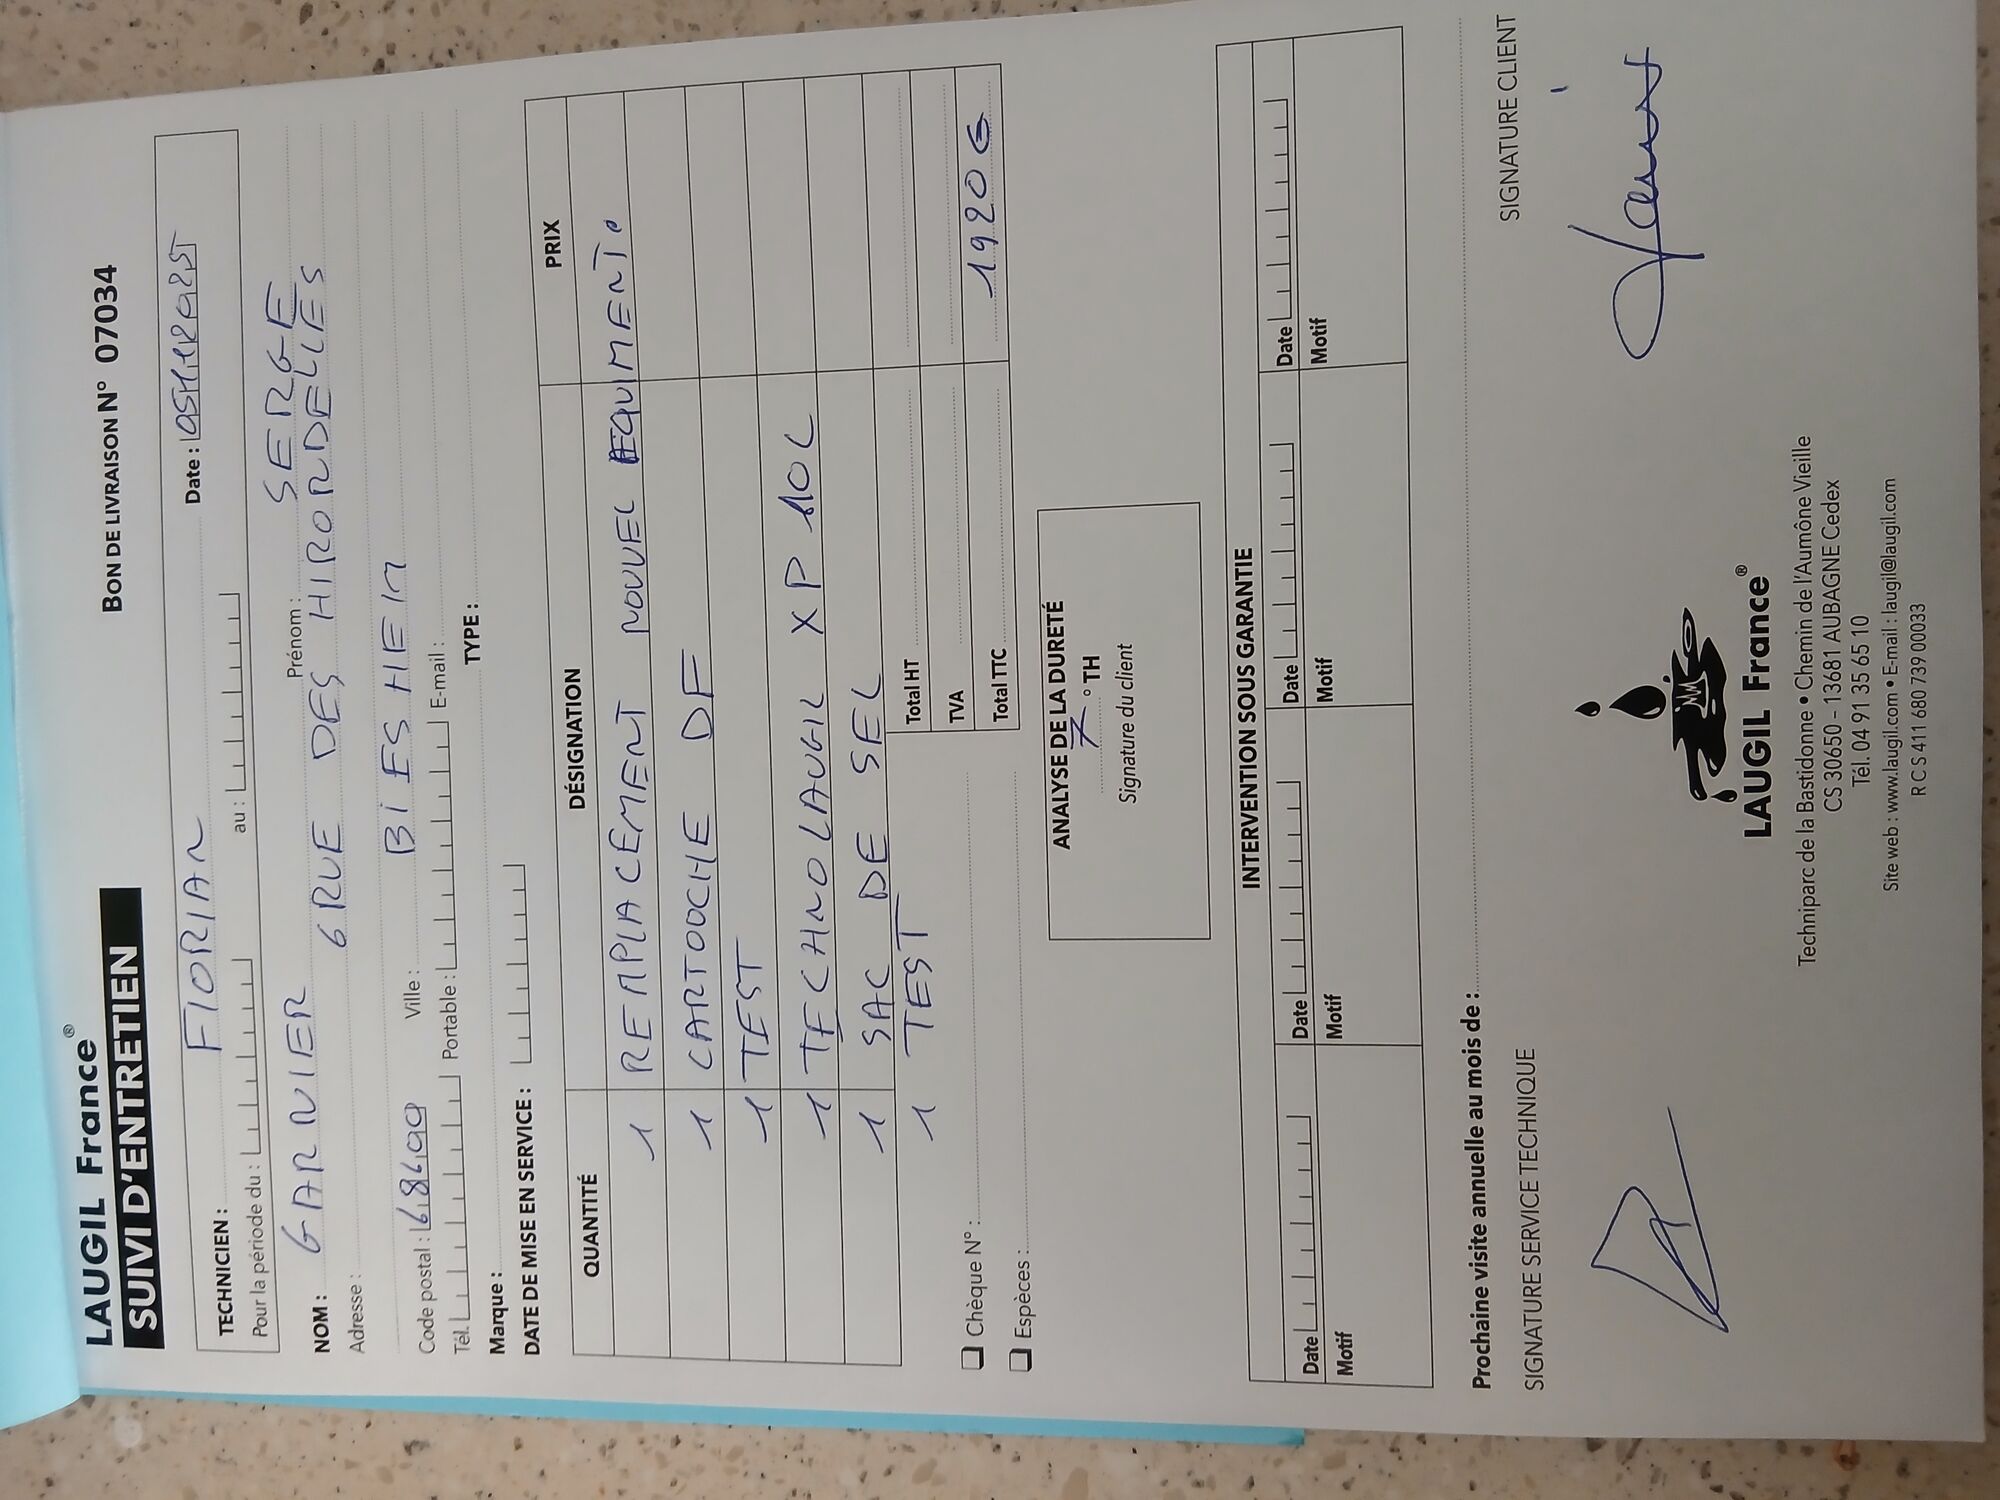 LAUGIL France®
SUIVI D'ENTRETIEN
BON DE LIVRAISON N° 07034
TECHNICIEN : FLORIAN Date :
Pour la période du : au :
NOM : GARNIER Prénom : SERGE
Adresse : 6 RUE DES HIRONDELLES
Code postal : 68600 Ville : BIESHEIM
Tél. Portable : E-mail :
Marque : TYPE :
DATE DE MISE EN SERVICE :
QUANTITÉ DÉSIGNATION PRIX
1 REMPLACEMENT NOUVEL EQUIMENT.
1 CARTOUCHE DF
1 TEST
1 TECHNOLAUGIL XP 10L
1 SAC DE SEL
1 TEST
Total HT
TVA
Total TTC 1920 €
❑ Chèque N° :
❑ Espèces :
ANALYSE DE LA DURETÉ
7 ° TH
Signature du client
INTERVENTION SOUS GARANTIE
Date Date Date Date
Motif Motif Motif Motif
Prochaine visite annuelle au mois de :
SIGNATURE SERVICE TECHNIQUE SIGNATURE CLIENT
LAUGIL France®
Techniparc de la Bastidonne • Chemin de l'Aumône Vieille
CS 30650 - 13681 AUBAGNE Cedex
Tél. 04 91 35 65 10
Site web : www.laugil.com • E-mail : laugil@laugil.com
R C S 411 680 739 00033